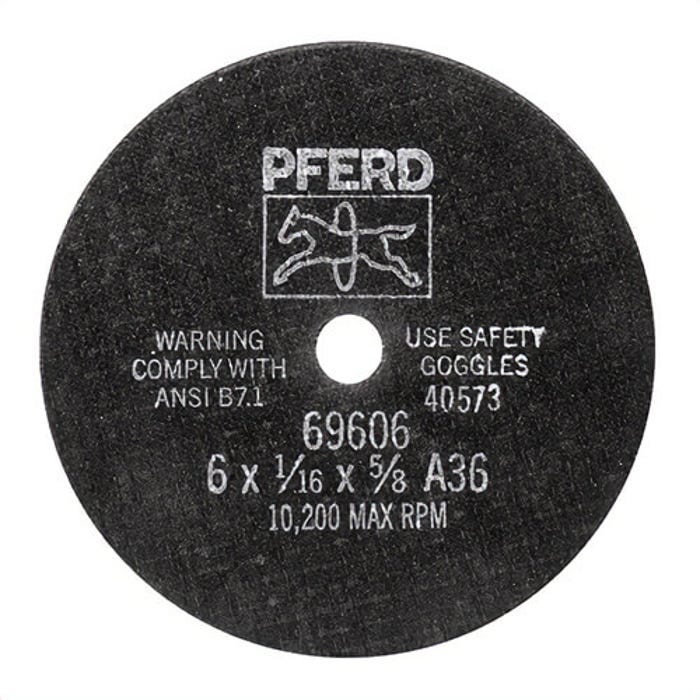 PFERD
WARNING
COMPLY WITH
ANSI B7.1
USE SAFETY
GOGGLES
40573
69606
6 x 1/16 x 5/8 A36
10,200 MAX RPM